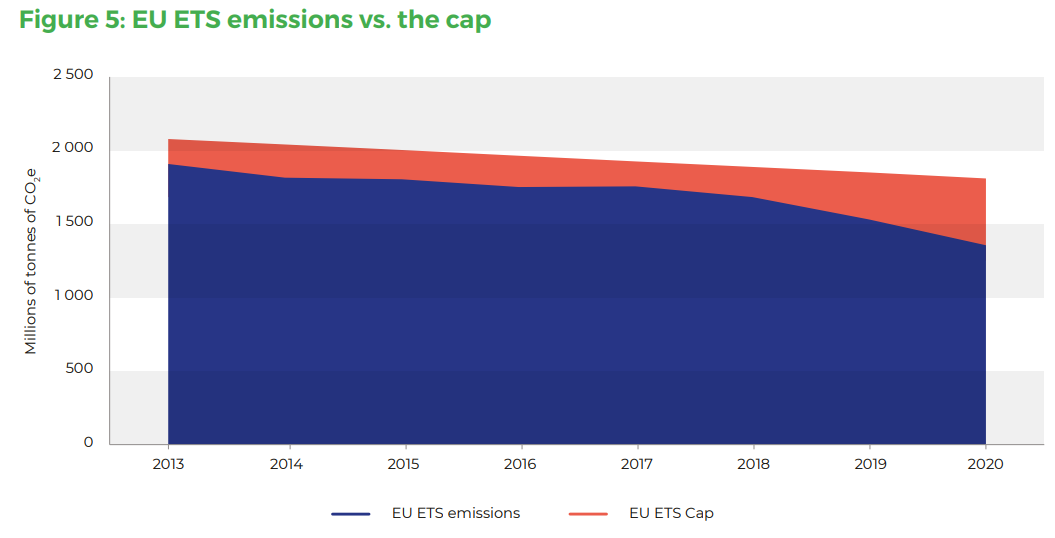 Figure 5: EU ETS emissions vs. the cap
Millions of tonnes of CO₂e
2 500
2 000
1 500
1 000
500
0
2013 2014 2015 2016 2017 2018 2019 2020
EU ETS emissions EU ETS Cap